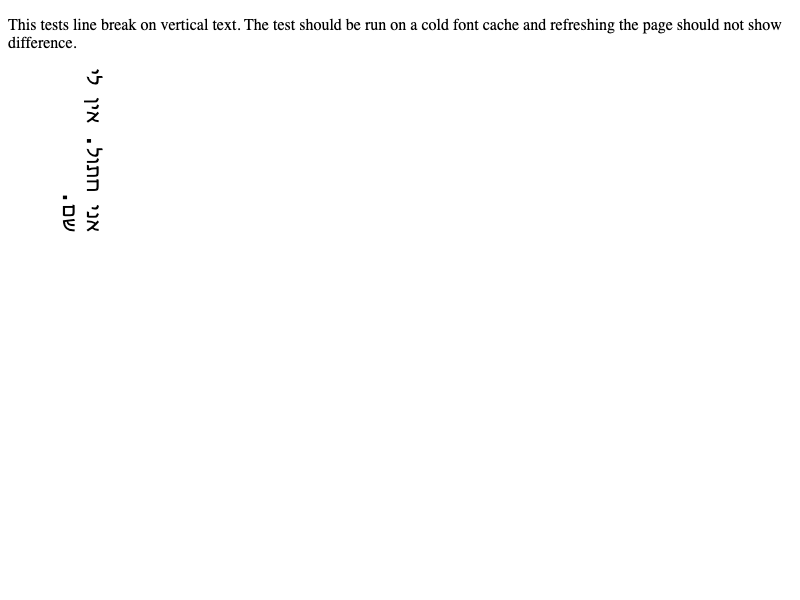 This tests line break on vertical text. The test should be run on a cold font cache and refreshing the page should not show
difference.
אני חתול. אין לי
שם.